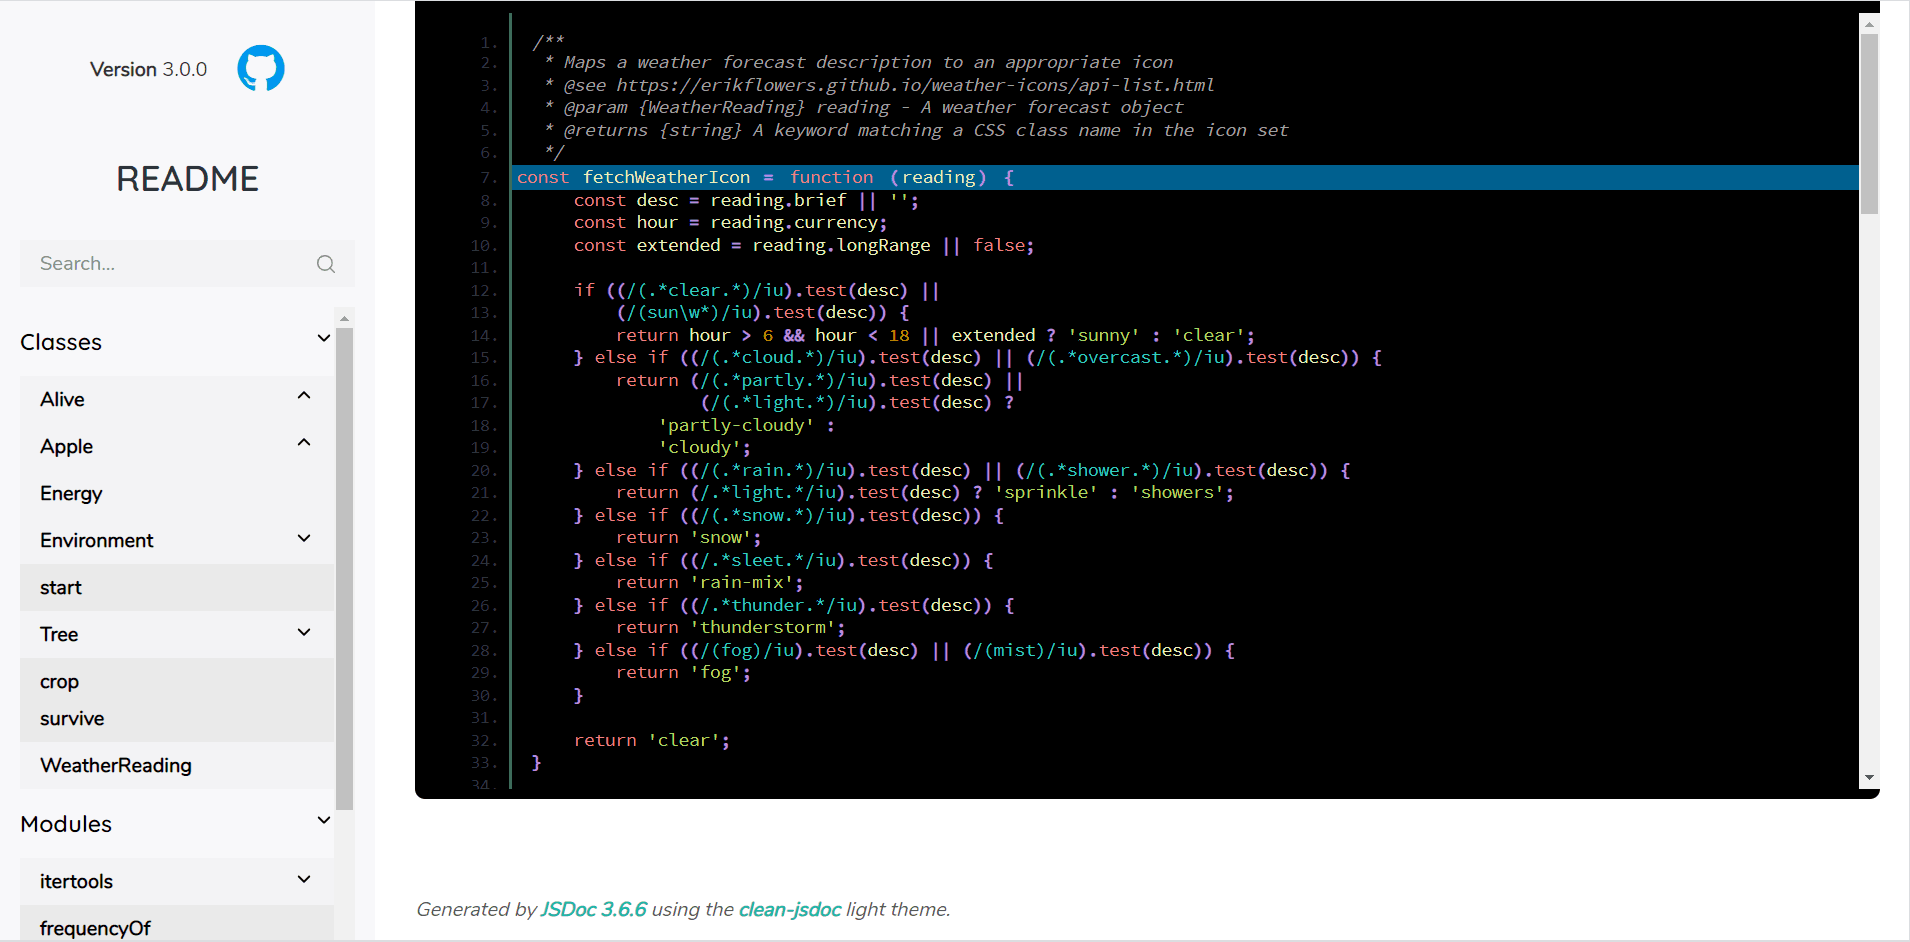 Version 3.0.0
README
Search...
Classes
Alive
Apple
Energy
Environment
start
Tree
crop
survive
WeatherReading
Modules
itertools
frequencyOf
1. /**
2. * Maps a weather forecast description to an appropriate icon
3. * @see https://erikflowers.github.io/weather-icons/api-list.html
4. * @param {WeatherReading} reading - A weather forecast object
5. * @returns {string} A keyword matching a CSS class name in the icon set
6. */
7. const fetchWeatherIcon = function (reading) {
8. const desc = reading.brief || '';
9. const hour = reading.currency;
10. const extended = reading.longRange || false;
11.
12. if ((/(.*clear.*)/iu).test(desc) ||
13. (/(sun\w*)/iu).test(desc)) {
14. return hour > 6 && hour < 18 || extended ? 'sunny' : 'clear';
15. } else if ((/(.*cloud.*)/iu).test(desc) || (/(.*overcast.*)/iu).test(desc)) {
16. return (/(.*partly.*)/iu).test(desc) ||
17. (/(.*light.*)/iu).test(desc) ?
18. 'partly-cloudy' :
19. 'cloudy';
20. } else if ((/(.*rain.*)/iu).test(desc) || (/(.*shower.*)/iu).test(desc)) {
21. return (/.*light.*/iu).test(desc) ? 'sprinkle' : 'showers';
22. } else if ((/(.*snow.*)/iu).test(desc)) {
23. return 'snow';
24. } else if ((/.*sleet.*/iu).test(desc)) {
25. return 'rain-mix';
26. } else if ((/.*thunder.*/iu).test(desc)) {
27. return 'thunderstorm';
28. } else if ((/(fog)/iu).test(desc) || (/(mist)/iu).test(desc)) {
29. return 'fog';
30. }
31.
32. return 'clear';
33. }
34.
Generated by JSDoc 3.6.6 using the clean-jsdoc light theme.